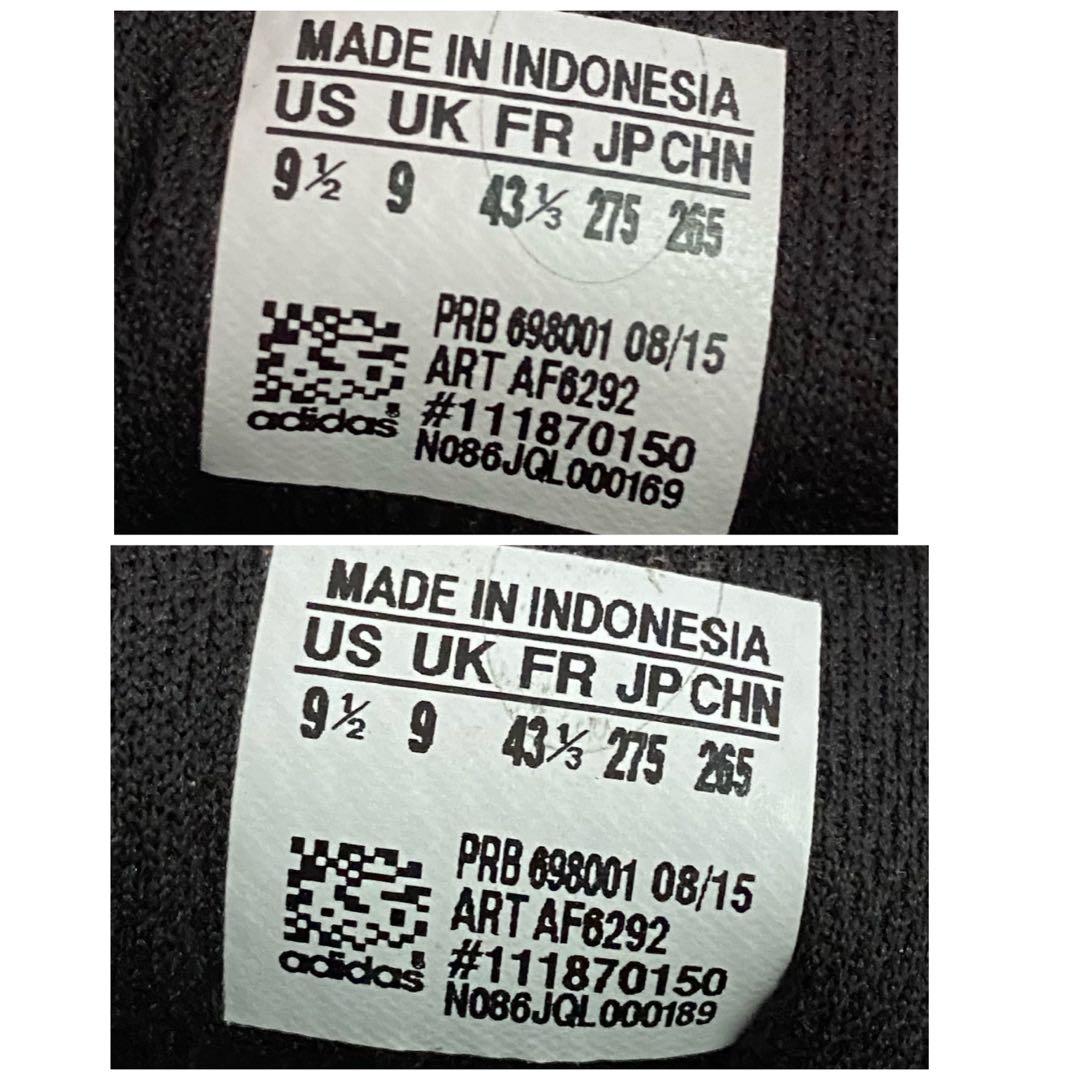 MADE IN INDONESIA
US UK FR JP CHN
9½ 9 43⅓ 275 265
PRB 698001 08/15
ART AF6292
#111870150
adidas®
N086JQL000169
MADE IN INDONESIA
US UK FR JP CHN
9½ 9 43⅓ 275 265
PRB 698001 08/15
ART AF6292
#111870150
adidas®
N086JQL000189